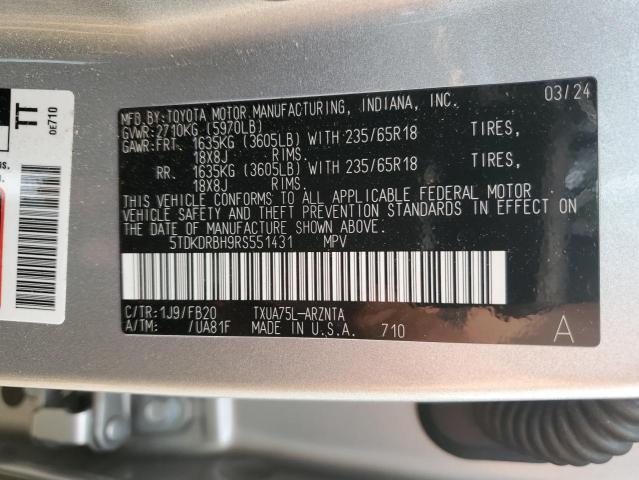 MFD.BY:TOYOTA MOTOR MANUFACTURING, INDIANA, INC. 03/24
GVWR:2710KG (5970LB)
GAWR:FRT. 1635KG (3605LB) WITH 235/65R18 TIRES,
18X8J RIMS.
RR. 1635KG (3605LB) WITH 235/65R18 TIRES,
18X8J RIMS.
THIS VEHICLE CONFORMS TO ALL APPLICABLE FEDERAL MOTOR
VEHICLE SAFETY AND THEFT PREVENTION STANDARDS IN EFFECT ON
THE DATE OF MANUFACTURE SHOWN ABOVE.
5TDKDRBH9RS551431 MPV
C/TR:1J9/FB20 TXUA75L-ARZNTA
A/TM: /UA81F MADE IN U.S.A. 710 A
TT
0E710